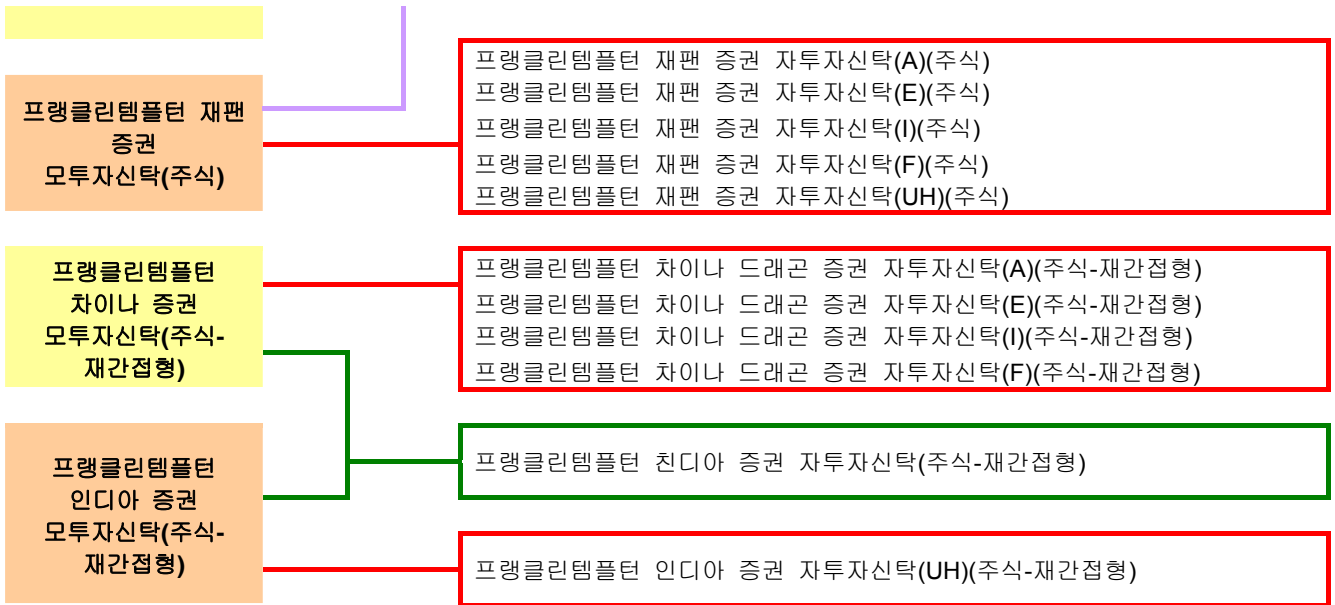 프랭클린템플턴 재팬
증권
모투자신탁(주식)
프랭클린템플턴 재팬 증권 자투자신탁(A)(주식)
프랭클린템플턴 재팬 증권 자투자신탁(E)(주식)
프랭클린템플턴 재팬 증권 자투자신탁(I)(주식)
프랭클린템플턴 재팬 증권 자투자신탁(F)(주식)
프랭클린템플턴 재팬 증권 자투자신탁(UH)(주식)
프랭클린템플턴
차이나 증권
모투자신탁(주식-
재간접형)
프랭클린템플턴 차이나 드래곤 증권 자투자신탁(A)(주식-재간접형)
프랭클린템플턴 차이나 드래곤 증권 자투자신탁(E)(주식-재간접형)
프랭클린템플턴 차이나 드래곤 증권 자투자신탁(I)(주식-재간접형)
프랭클린템플턴 차이나 드래곤 증권 자투자신탁(F)(주식-재간접형)
프랭클린템플턴
인디아 증권
모투자신탁(주식-
재간접형)
프랭클린템플턴 친디아 증권 자투자신탁(주식-재간접형)
프랭클린템플턴 인디아 증권 자투자신탁(UH)(주식-재간접형)